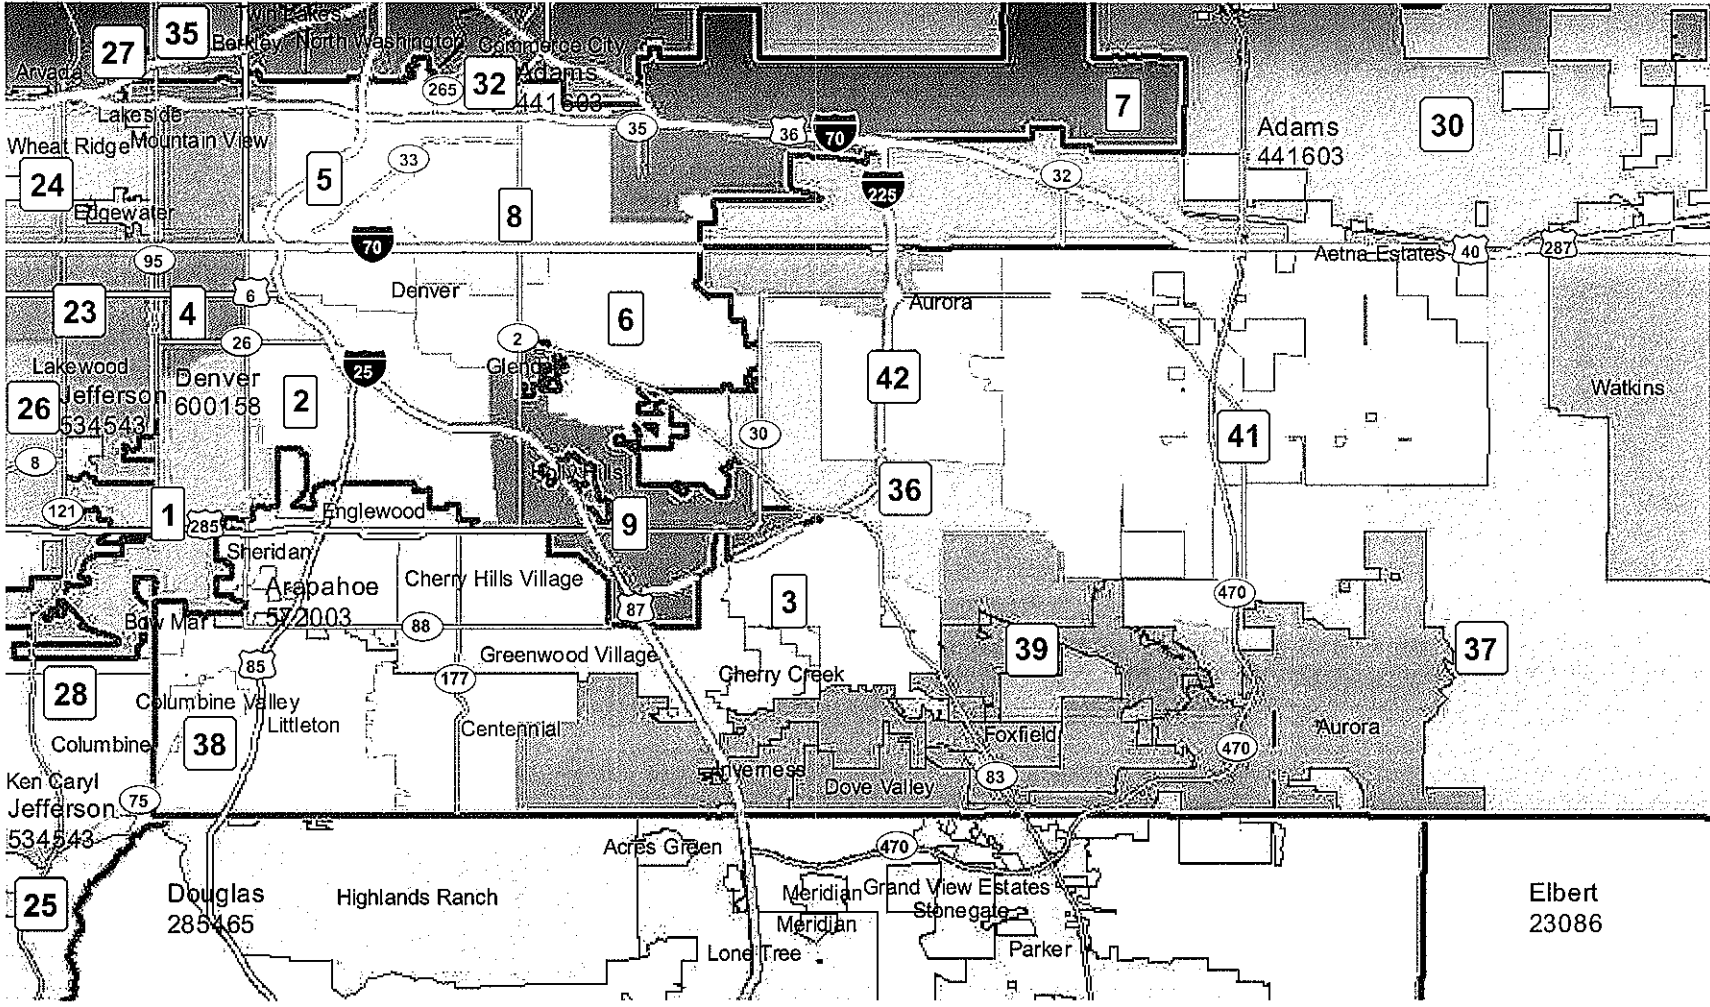 27
35
Twin Lakes
Berkley
North Washington
Commerce City
Arvada
32
Adams
441603
265
7
30
Lakeside
35
36
70
Adams
441603
Wheat Ridge
Mountain View
33
5
24
32
225
8
Edgewater
70
95
Aetna Estates
40
287
Denver
6
Aurora
23
4
6
26
2
Glendale
Lakewood
25
42
Watkins
Denver
600158
2
26
Jefferson
534543
30
41
8
Holly Hills
36
121
1
285
Englewood
9
Sheridan
Arapahoe
572003
Cherry Hills Village
3
470
87
Bow Mar
88
39
37
85
Greenwood Village
28
177
Cherry Creek
Columbine Valley
38
Littleton
Centennial
Columbine
Foxfield
Aurora
470
Inverness
83
Ken Caryl
Dove Valley
Jefferson
534543
75
Acres Green
470
25
Douglas
285465
Highlands Ranch
Meridian
Grand View Estates
Stonegate
Meridian
Elbert
23086
Lone Tree
Parker